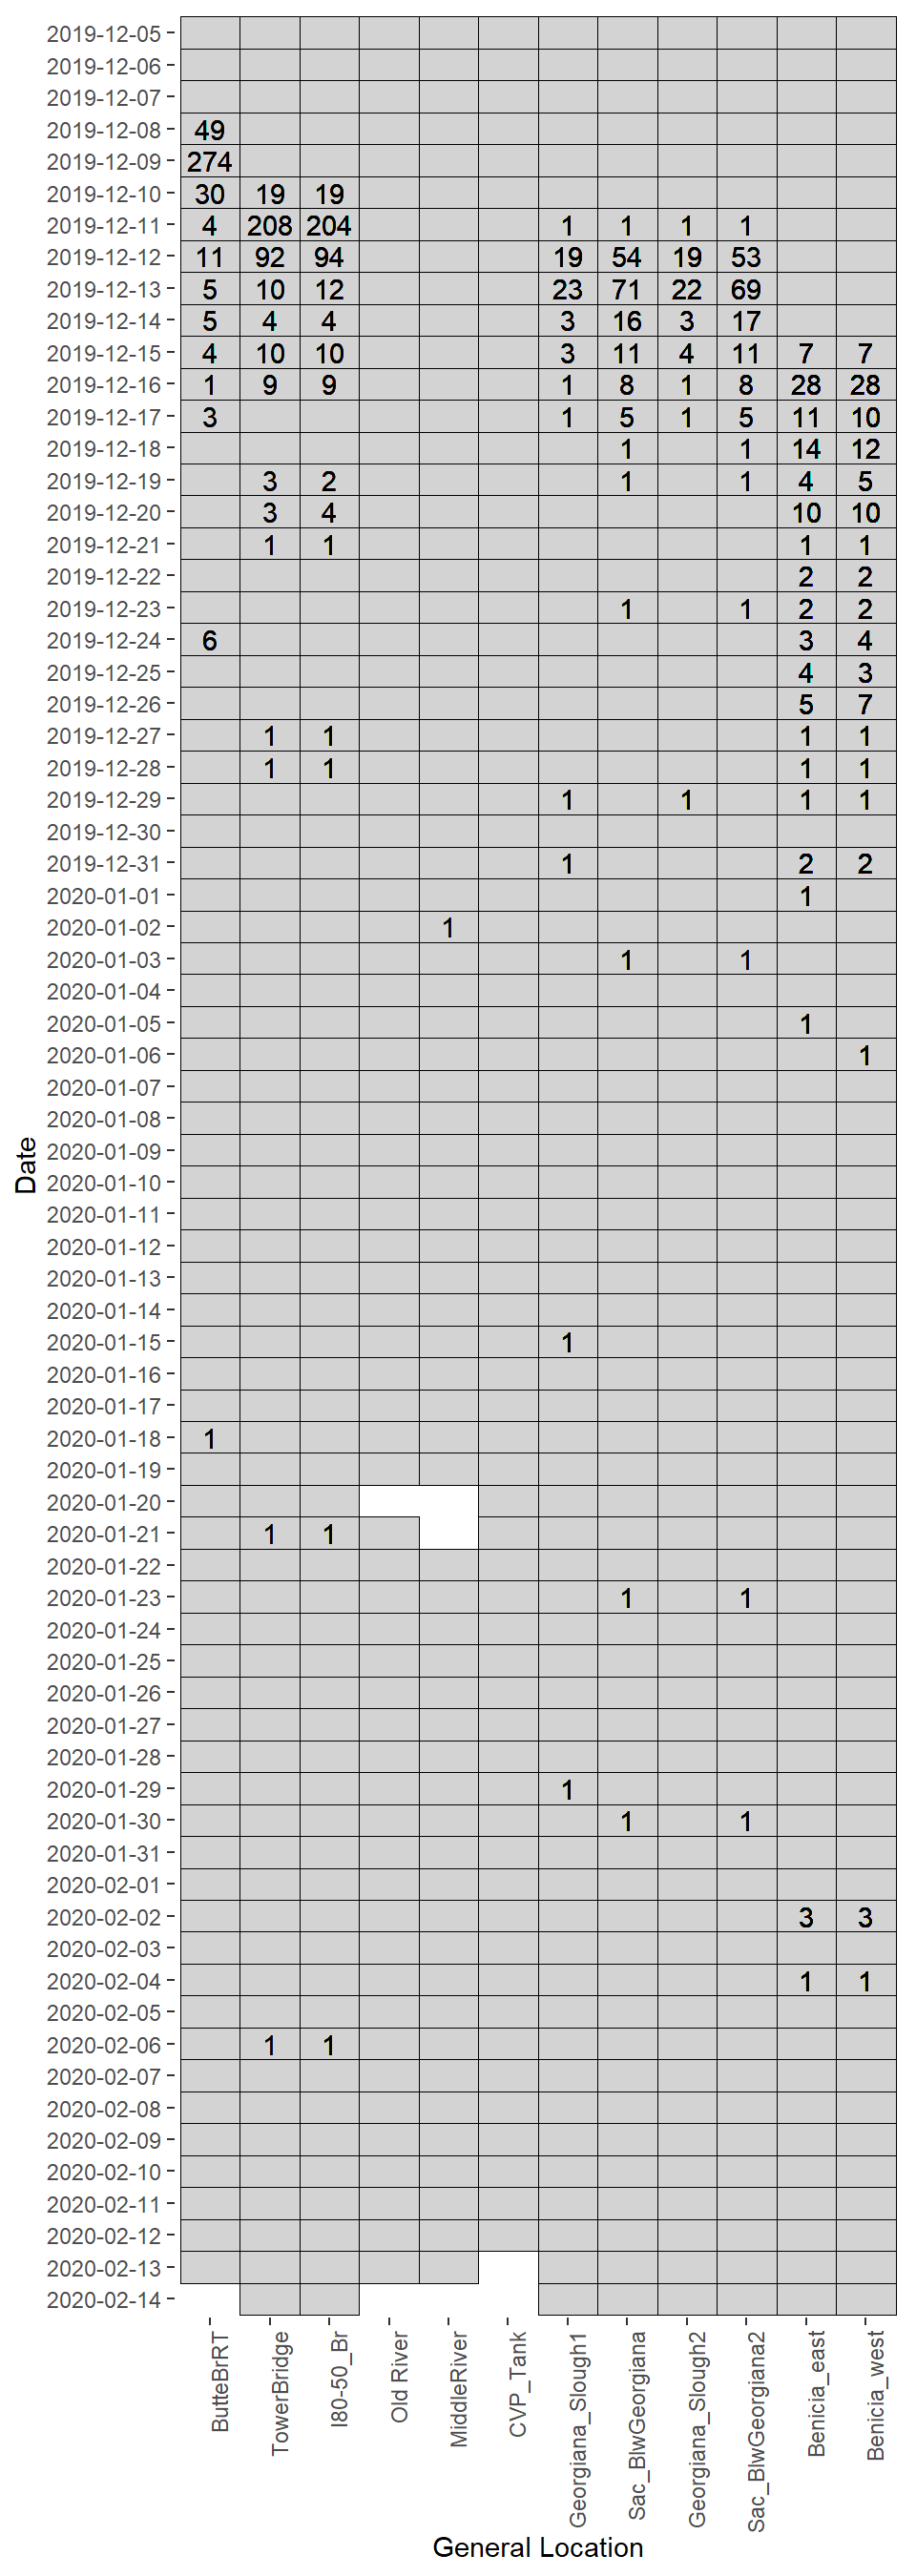 2019-12-05
2019-12-06
2019-12-07
2019-12-08 49
2019-12-09 274
2019-12-10 30 19 19
2019-12-11 4 208 204 1 1 1 1
2019-12-12 11 92 94 19 54 19 53
2019-12-13 5 10 12 23 71 22 69
2019-12-14 5 4 4 3 16 3 17
2019-12-15 4 10 10 3 11 4 11 7 7
2019-12-16 1 9 9 1 8 1 8 28 28
2019-12-17 3 1 5 1 5 11 10
2019-12-18 1 1 14 12
2019-12-19 3 2 1 1 4 5
2019-12-20 3 4 10 10
2019-12-21 1 1 1 1
2019-12-22 2 2
2019-12-23 1 1 2 2
2019-12-24 6 3 4
2019-12-25 4 3
2019-12-26 5 7
2019-12-27 1 1 1 1
2019-12-28 1 1 1 1
2019-12-29 1 1 1 1
2019-12-30
2019-12-31 1 2 2
2020-01-01 1
2020-01-02 1
2020-01-03 1 1
2020-01-04
2020-01-05 1
2020-01-06 1
2020-01-07
2020-01-08
2020-01-09
2020-01-10
2020-01-11
2020-01-12
2020-01-13
2020-01-14
2020-01-15 1
2020-01-16
2020-01-17
2020-01-18 1
2020-01-19
2020-01-20
2020-01-21 1 1
2020-01-22
2020-01-23 1 1
2020-01-24
2020-01-25
2020-01-26
2020-01-27
2020-01-28
2020-01-29 1
2020-01-30 1 1
2020-01-31
2020-02-01
2020-02-02 3 3
2020-02-03
2020-02-04 1 1
2020-02-05
2020-02-06 1 1
2020-02-07
2020-02-08
2020-02-09
2020-02-10
2020-02-11
2020-02-12
2020-02-13
2020-02-14
Date
ButteBrRT
TowerBridge
I80-50_Br
Old River
MiddleRiver
CVP_Tank
Georgiana_Slough1
Sac_BlwGeorgiana
Georgiana_Slough2
Sac_BlwGeorgiana2
Benicia_east
Benicia_west
General Location